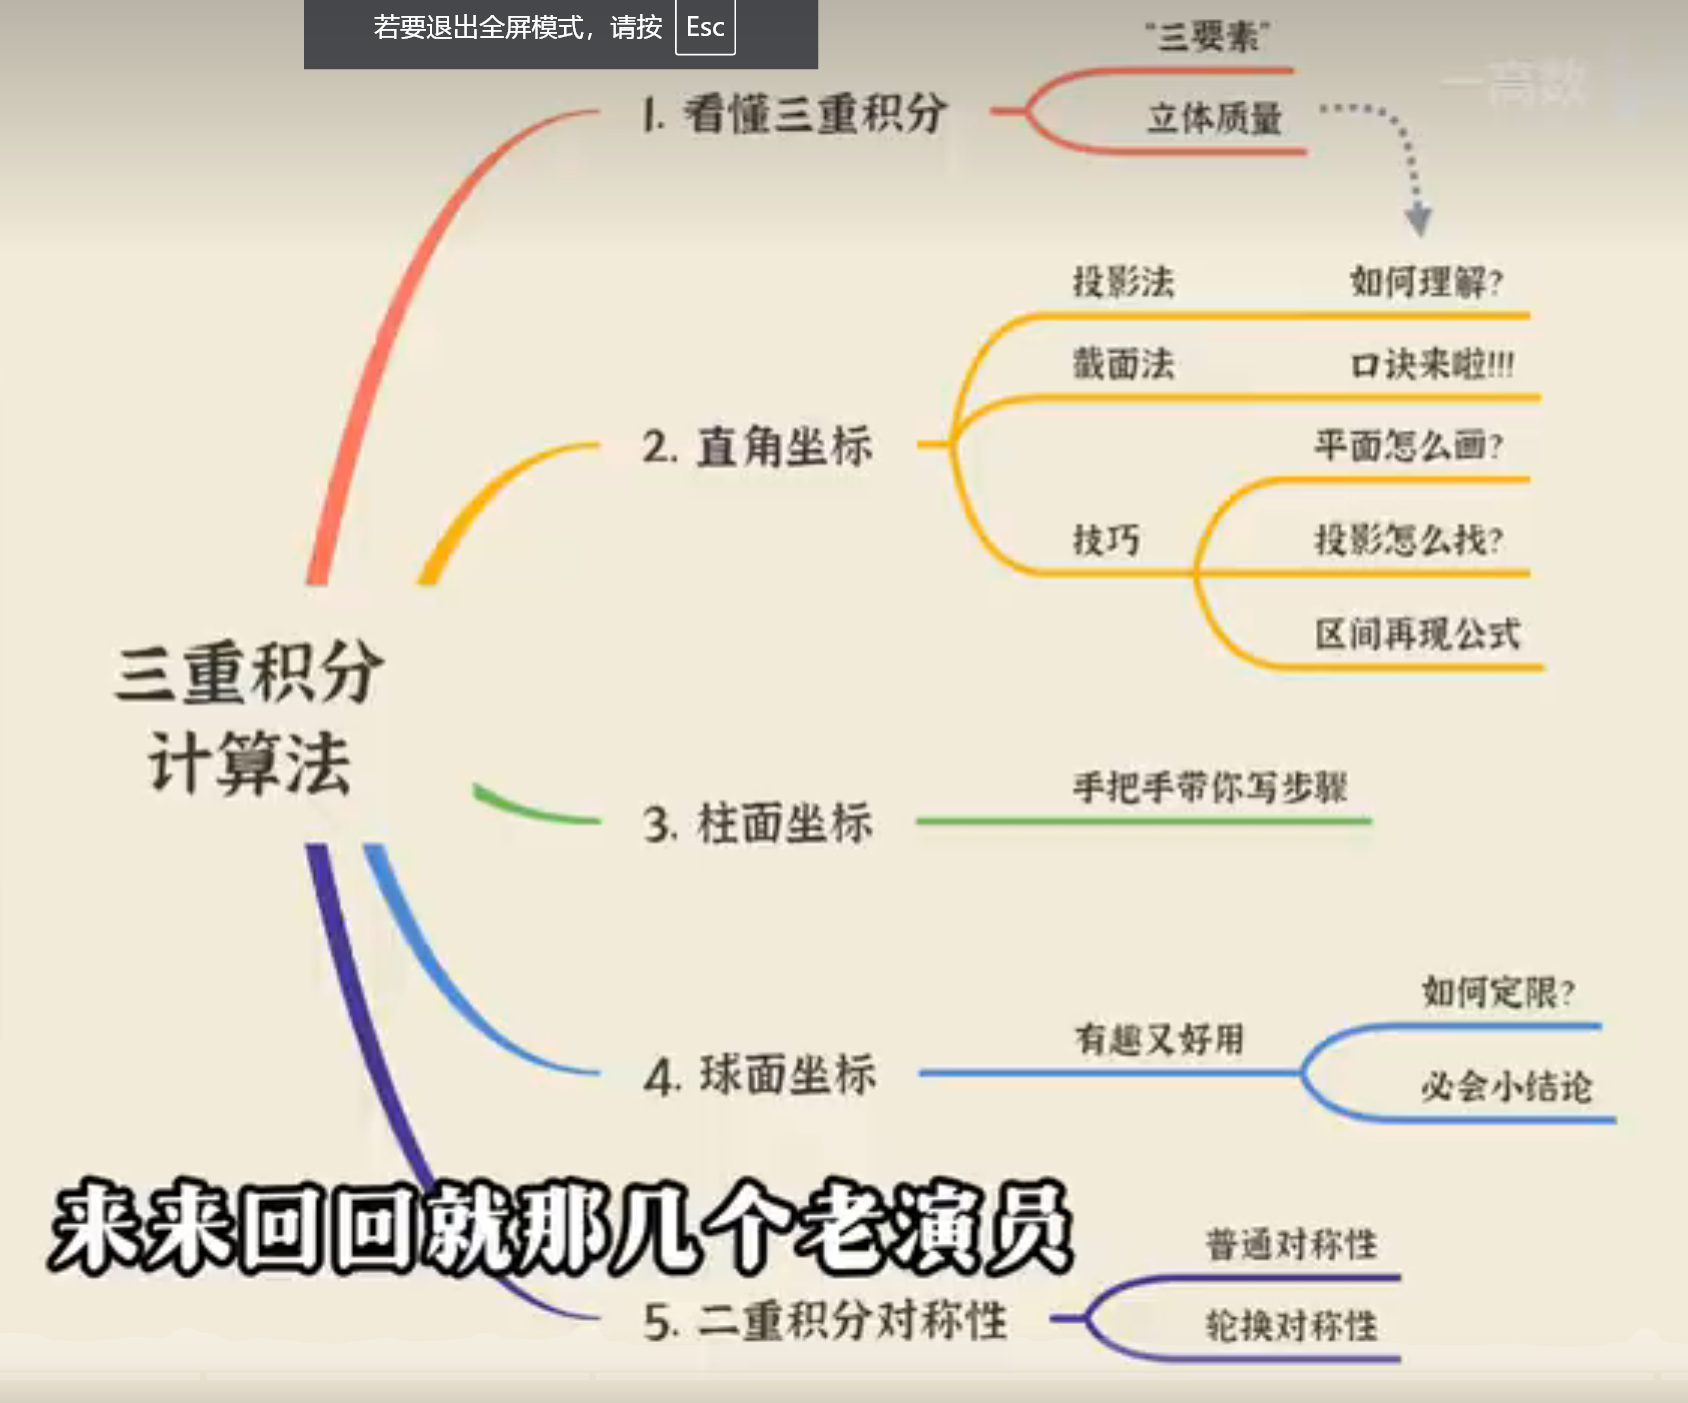 若要退出全屏模式，请按 Esc
一高数
“三要素”
1. 看懂三重积分
立体质量
投影法 如何理解?
截面法 口诀来啦!!!
2. 直角坐标
平面怎么画?
技巧 投影怎么找?
区间再现公式
三重积分
计算法
3. 柱面坐标 手把手带你写步骤
如何定限?
4. 球面坐标 有趣又好用
必会小结论
来来回回就那几个老演员
普通对称性
5. 二重积分对称性
轮换对称性